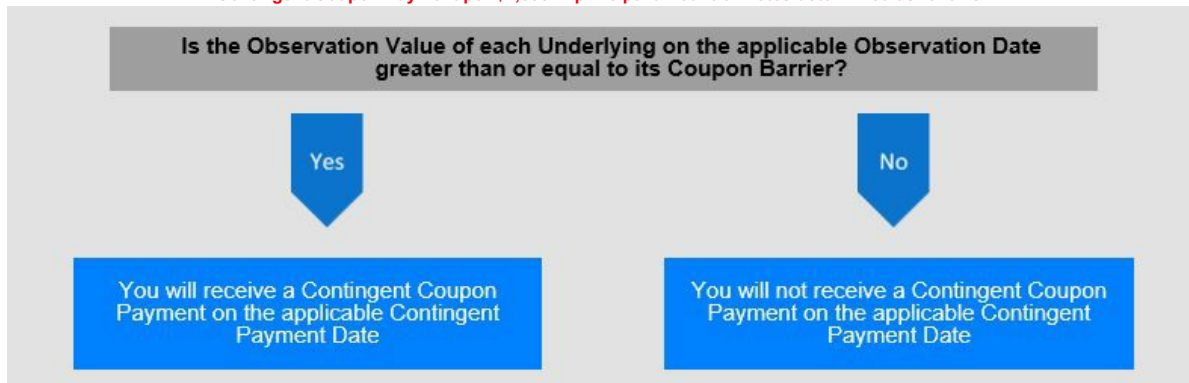 Is the Observation Value of each Underlying on the applicable Observation Date
greater than or equal to its Coupon Barrier?
Yes
No
You will receive a Contingent Coupon
Payment on the applicable Contingent
Payment Date
You will not receive a Contingent Coupon
Payment on the applicable Contingent
Payment Date